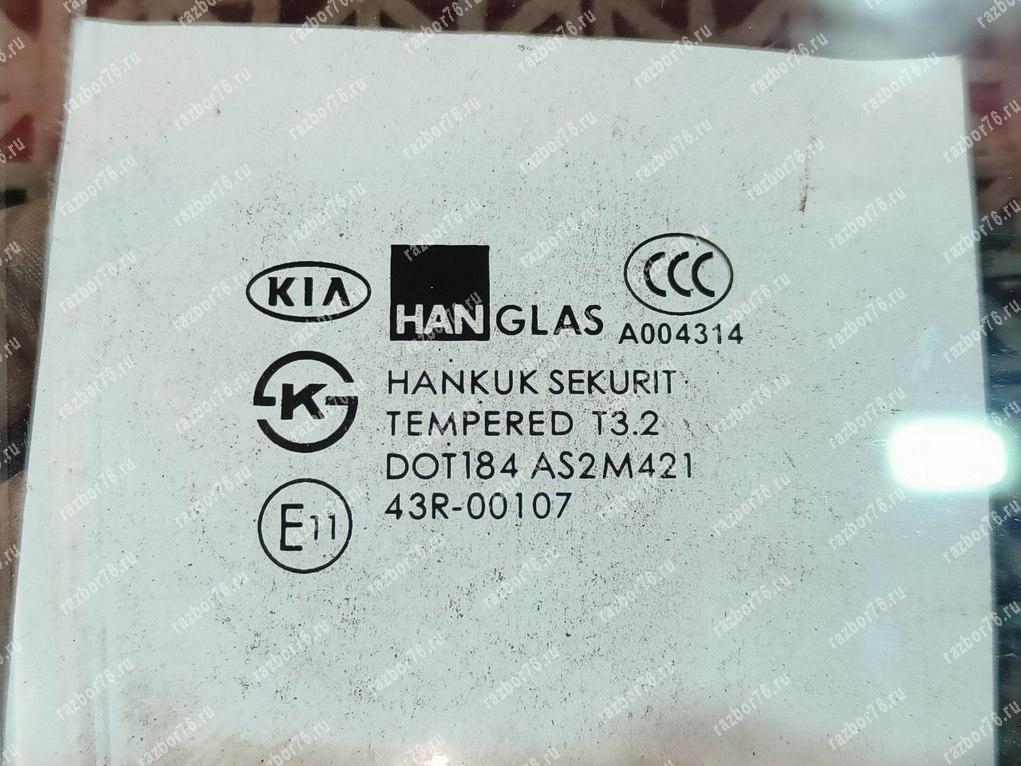 KIA
HANGLAS
CCC
A004314
K
HANKUK SEKURIT
TEMPERED T3.2
DOT184 AS2M421
43R-00107
E11
razbor76.ru